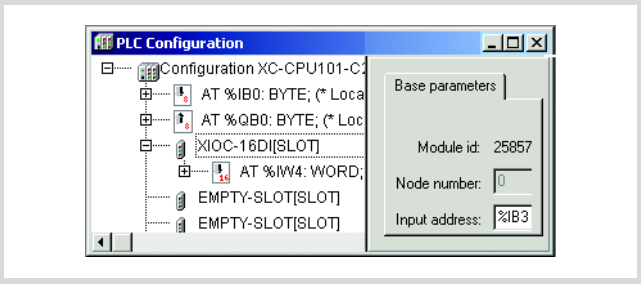 PLC Configuration
Configuration XC-CPU101-C
AT %IB0: BYTE; (* Loca
AT %QB0: BYTE; (* Loc
XIOC-16DI[SLOT]
AT %IW4: WORD;
EMPTY-SLOT[SLOT]
EMPTY-SLOT[SLOT]
Base parameters
Module id: 25857
Node number: 0
Input address: %IB3